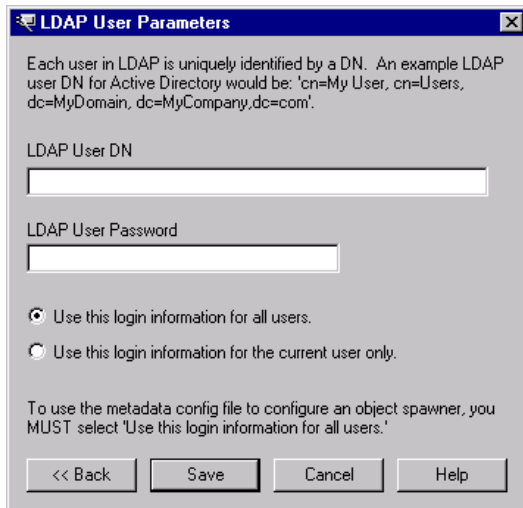 LDAP User Parameters
Each user in LDAP is uniquely identified by a DN.  An example LDAP
user DN for Active Directory would be: 'cn=My User, cn=Users,
dc=MyDomain, dc=MyCompany,dc=com'.
LDAP User DN
LDAP User Password
Use this login information for all users.
Use this login information for the current user only.
To use the metadata config file to configure an object spawner, you
MUST select 'Use this login information for all users.'
<< Back
Save
Cancel
Help